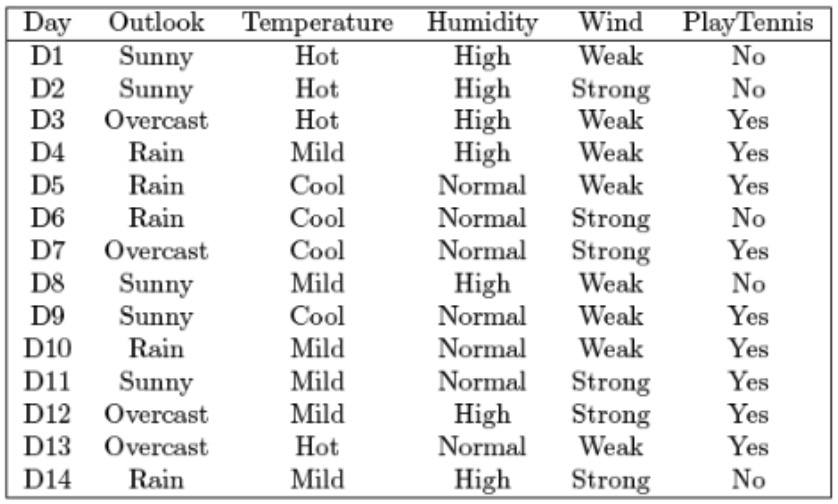 Day Outlook Temperature Humidity Wind PlayTennis
D1 Sunny Hot High Weak No
D2 Sunny Hot High Strong No
D3 Overcast Hot High Weak Yes
D4 Rain Mild High Weak Yes
D5 Rain Cool Normal Weak Yes
D6 Rain Cool Normal Strong No
D7 Overcast Cool Normal Strong Yes
D8 Sunny Mild High Weak No
D9 Sunny Cool Normal Weak Yes
D10 Rain Mild Normal Weak Yes
D11 Sunny Mild Normal Strong Yes
D12 Overcast Mild High Strong Yes
D13 Overcast Hot Normal Weak Yes
D14 Rain Mild High Strong No